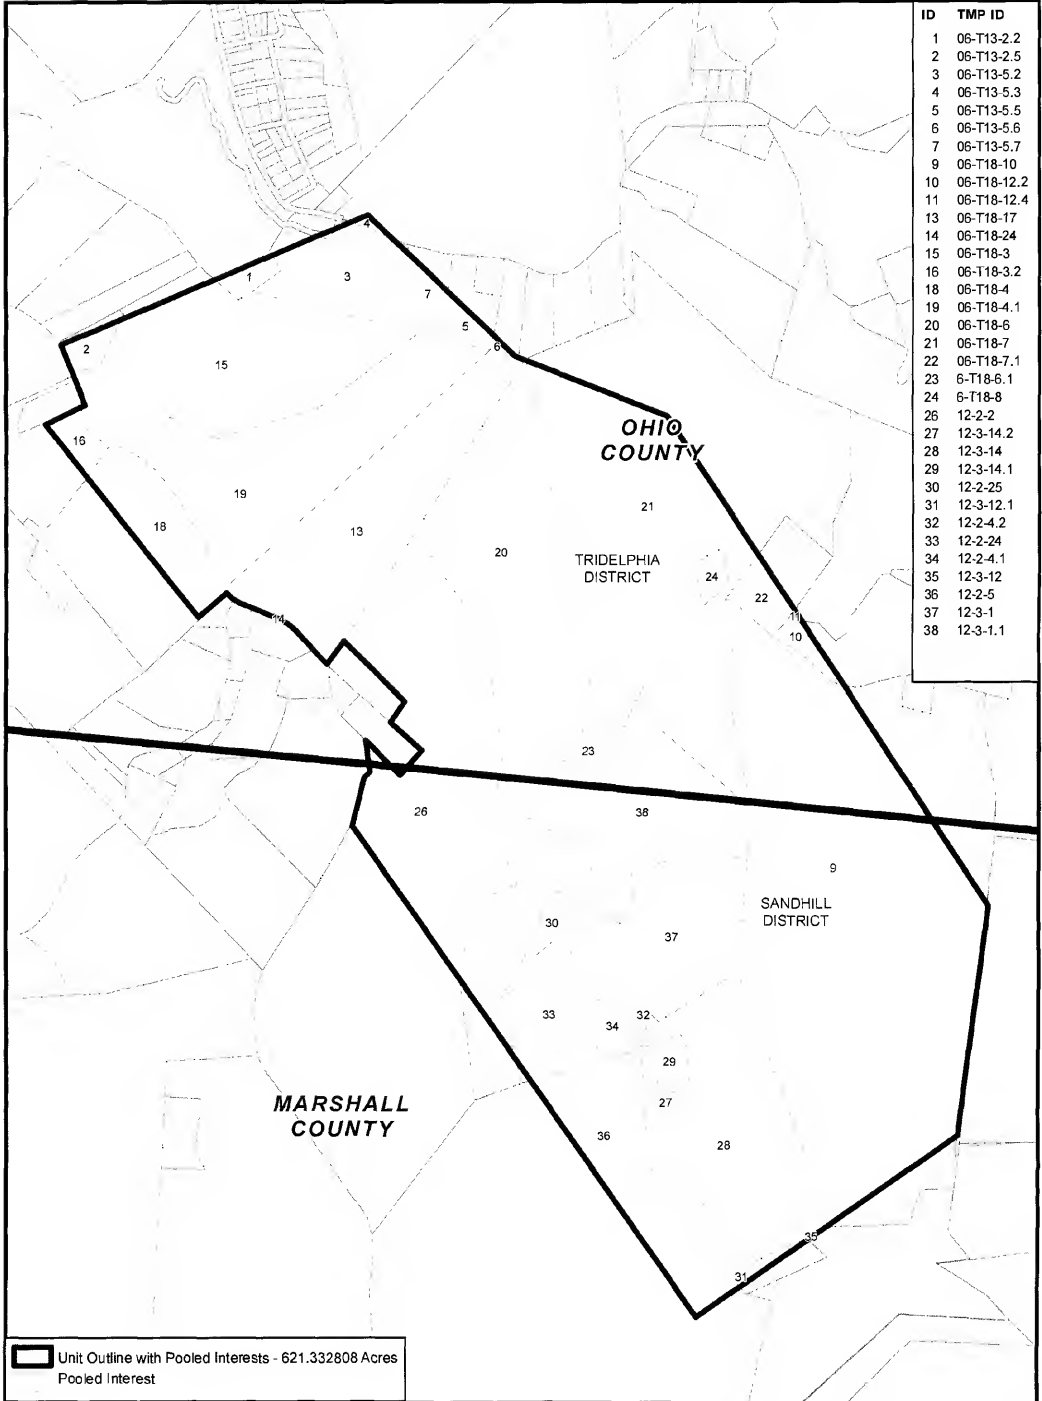 ID TMP ID
1 06-T13-2.2
2 06-T13-2.5
3 06-T13-5.2
4 06-T13-5.3
5 06-T13-5.5
6 06-T13-5.6
7 06-T13-5.7
9 06-T18-10
10 06-T18-12.2
11 06-T18-12.4
13 06-T18-17
14 06-T18-24
15 06-T18-3
16 06-T18-3.2
18 06-T18-4
19 06-T18-4.1
20 06-T18-6
21 06-T18-7
22 06-T18-7.1
23 6-T18-6.1
24 6-T18-8
26 12-2-2
27 12-3-14.2
28 12-3-14
29 12-3-14.1
30 12-2-25
31 12-3-12.1
32 12-2-4.2
33 12-2-24
34 12-2-4.1
35 12-3-12
36 12-2-5
37 12-3-1
38 12-3-1.1
4
1
3
7
5
6
2
15
OHIO
COUNTY
16
19
21
18
13
20
TRIDELPHIA
DISTRICT
24
22
11
14
10
23
26
38
9
SANDHILL
DISTRICT
30
37
33
34
32
29
27
MARSHALL
COUNTY
36
28
35
31
Unit Outline with Pooled Interests - 621.332808 Acres
Pooled Interest